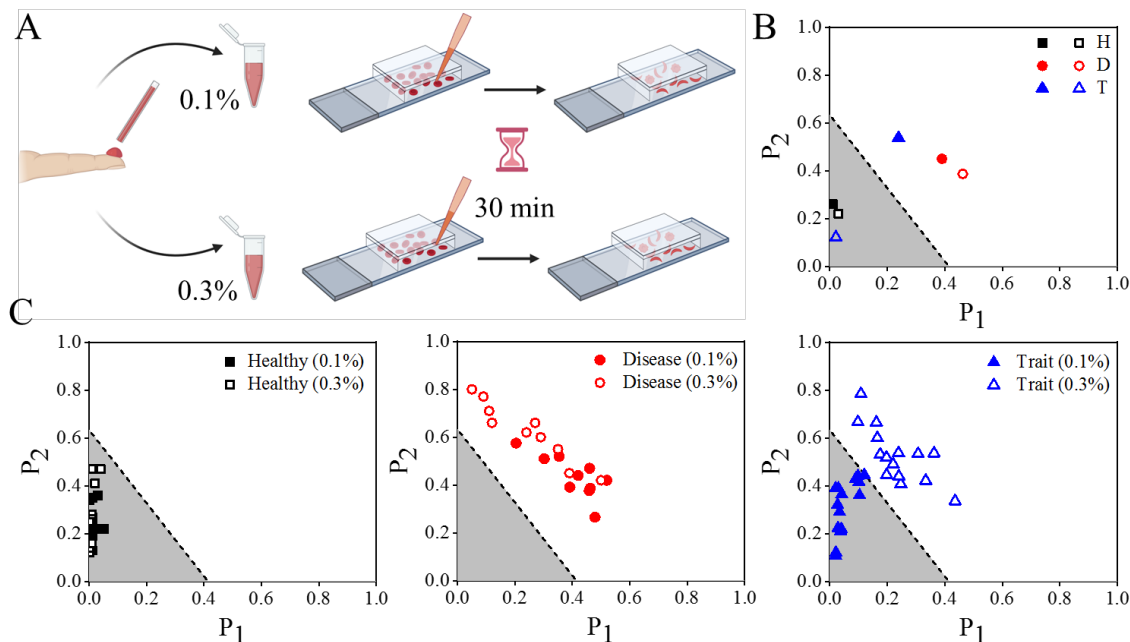 A
0.1%
0.3%
30 min
B
1.0
0.8
0.6
0.4
0.2
0.0
P2
0.0 0.2 0.4 0.6 0.8 1.0
P1
H
D
T
C
1.0
0.8
0.6
0.4
0.2
0.0
P2
0.0 0.2 0.4 0.6 0.8 1.0
P1
Healthy (0.1%)
Healthy (0.3%)
1.0
0.8
0.6
0.4
0.2
0.0
P2
0.0 0.2 0.4 0.6 0.8 1.0
P1
Disease (0.1%)
Disease (0.3%)
1.0
0.8
0.6
0.4
0.2
0.0
P2
0.0 0.2 0.4 0.6 0.8 1.0
P1
Trait (0.1%)
Trait (0.3%)